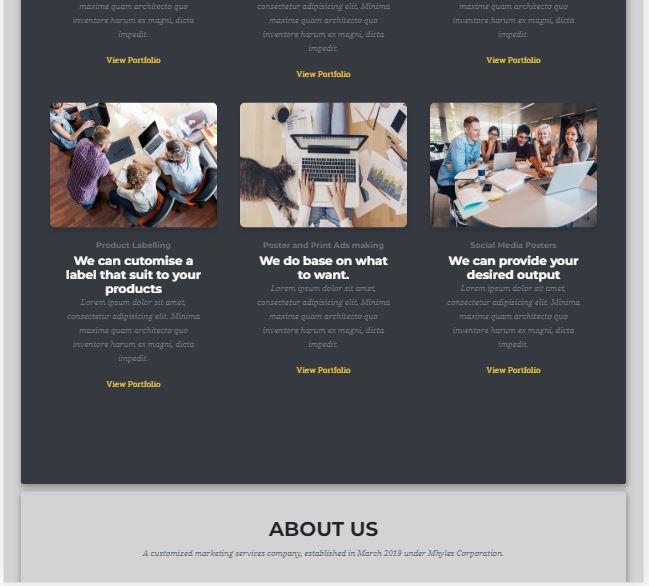 maxime quam architecto quo
inventore harum ex magni, dicta
impedit.
View Portfolio
consectetur adipisicing elit. Minima
maxime quam architecto quo
inventore harum ex magni, dicta
impedit.
View Portfolio
maxime quam architecto quo
inventore harum ex magni, dicta
impedit.
View Portfolio
Product Labelling
We can cutomise a
label that suit to your
products
Lorem ipsum dolor sit amet,
consectetur adipisicing elit. Minima
maxime quam architecto quo
inventore harum ex magni, dicta
impedit.
View Portfolio
Poster and Print Ads making
We do base on what
to want.
Lorem ipsum dolor sit amet,
consectetur adipisicing elit. Minima
maxime quam architecto quo
inventore harum ex magni, dicta
impedit.
View Portfolio
Social Media Posters
We can provide your
desired output
Lorem ipsum dolor sit amet,
consectetur adipisicing elit. Minima
maxime quam architecto quo
inventore harum ex magni, dicta
impedit.
View Portfolio
ABOUT US
A customized marketing services company, established in March 2019 under Mhyles Corporation.